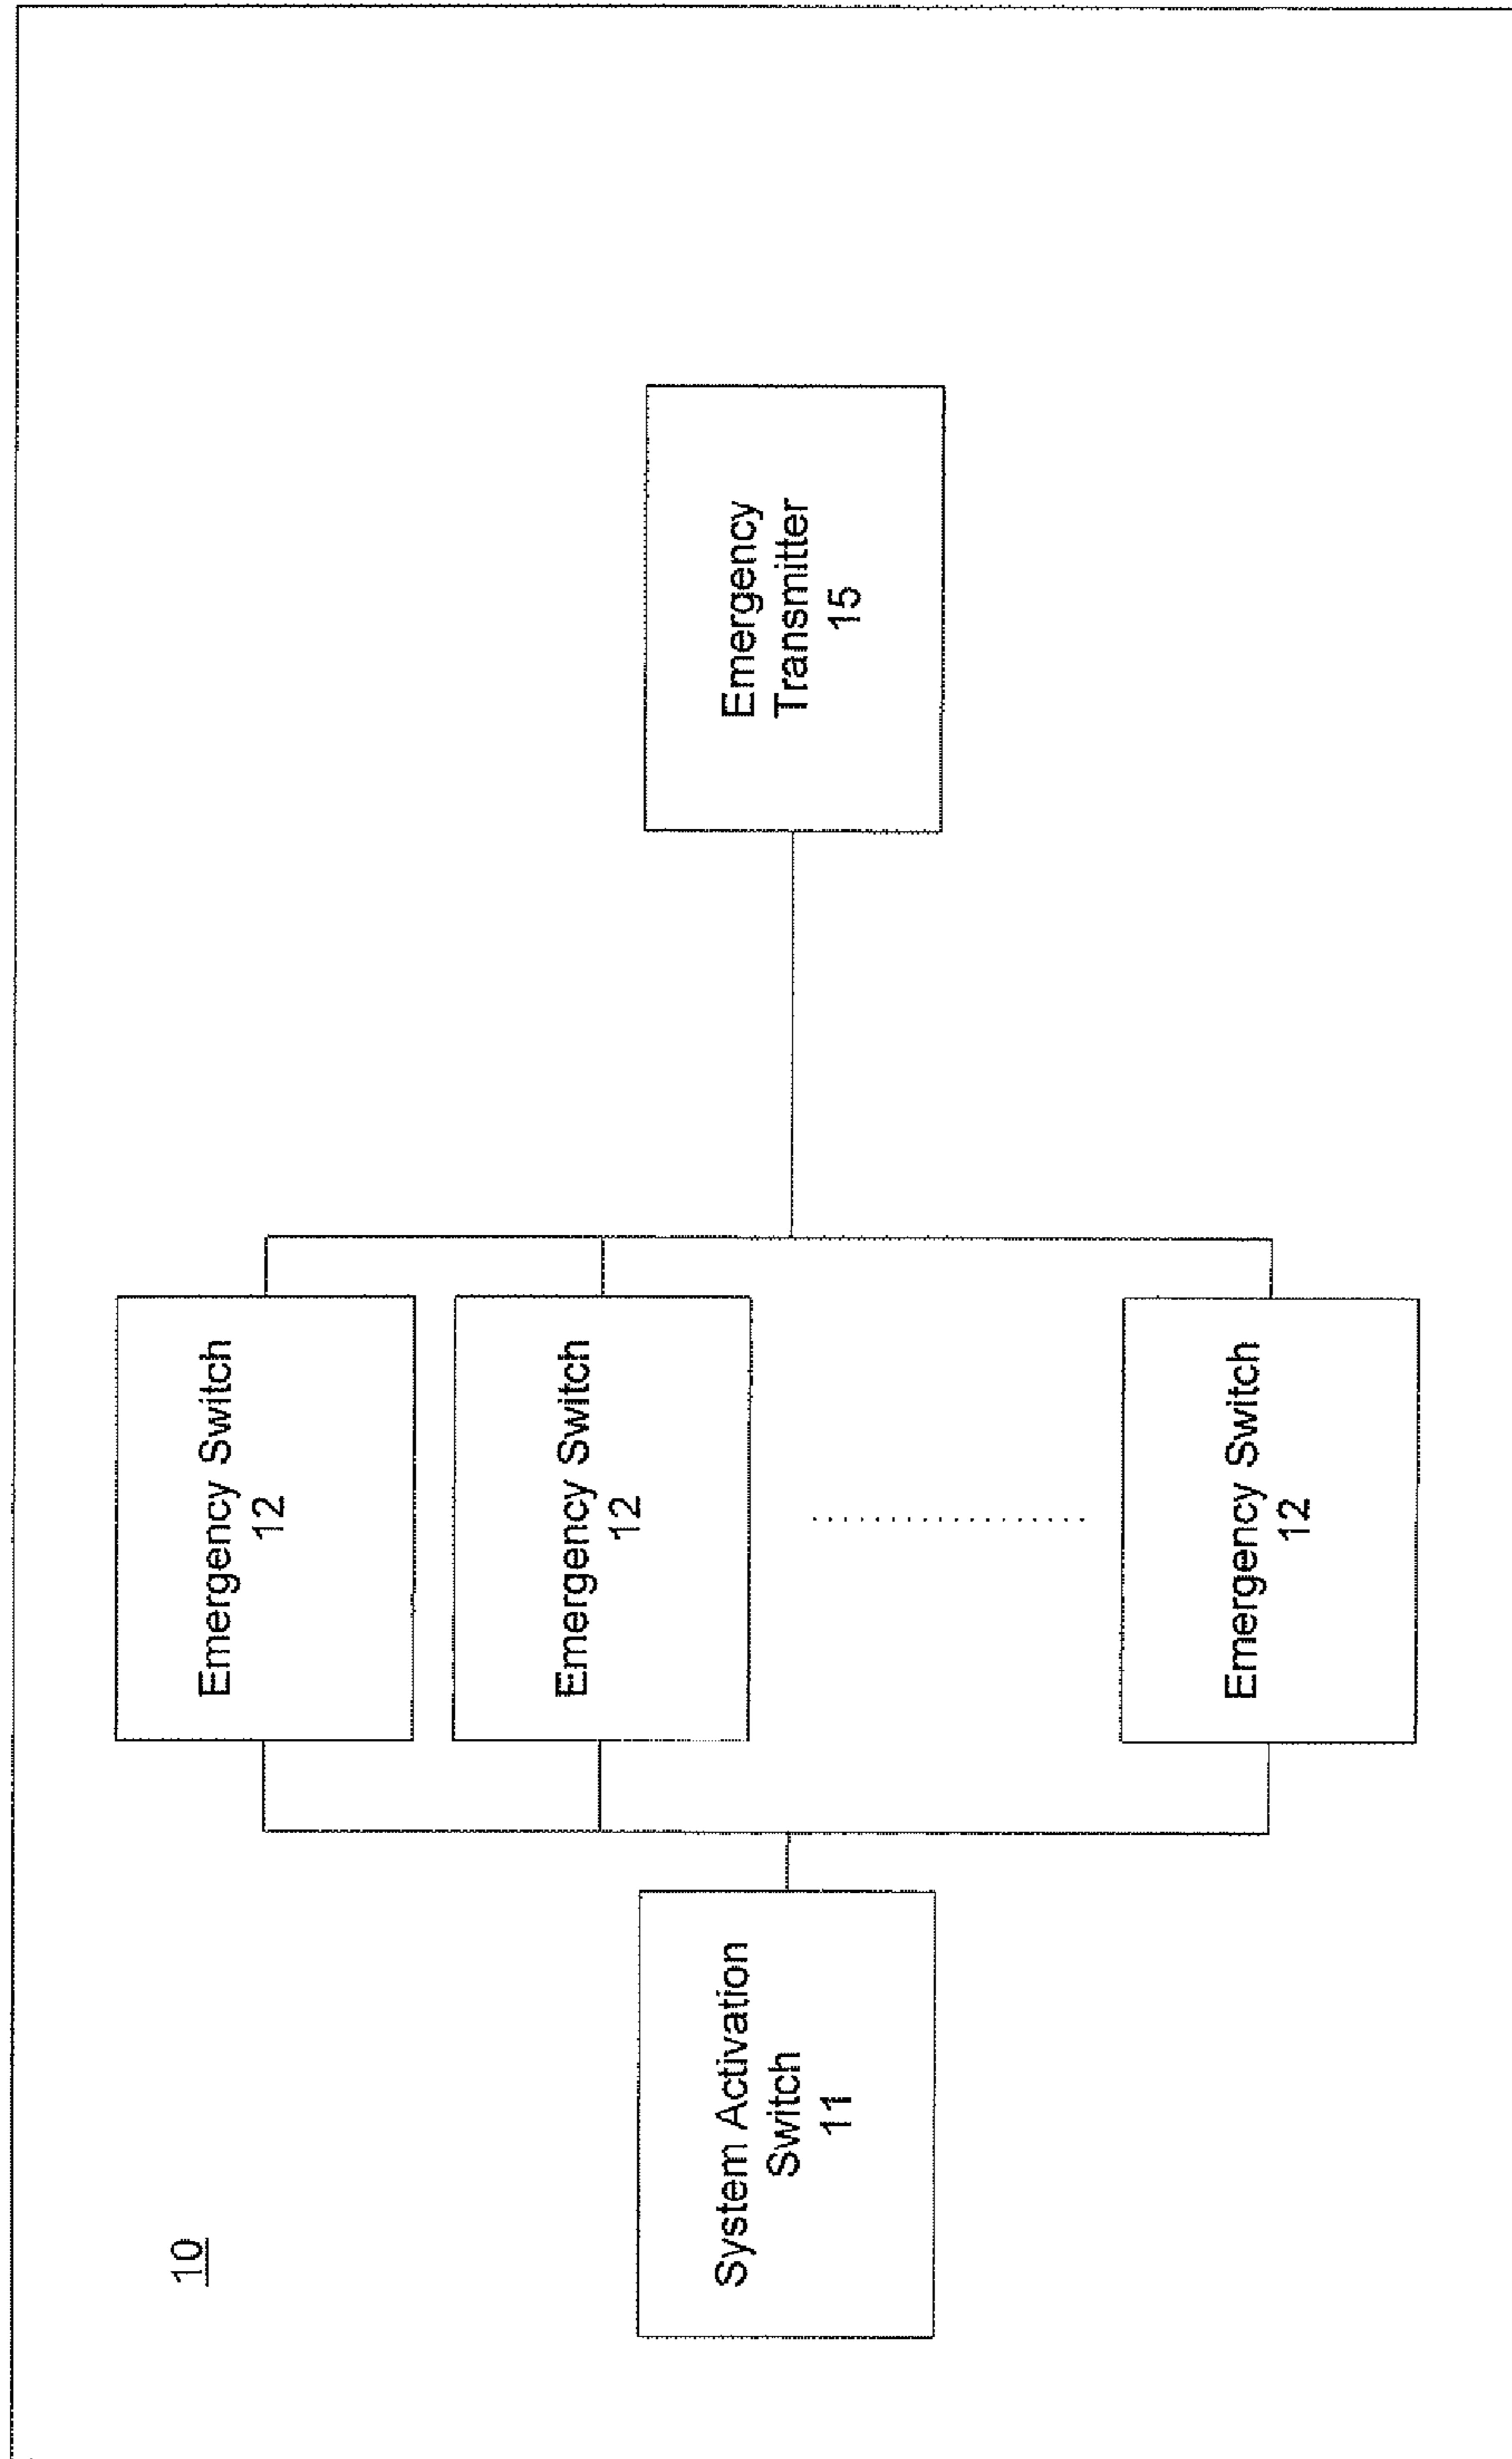 10
System Activation
Switch
11
Emergency Switch
12
Emergency Switch
12
Emergency Switch
12
Emergency
Transmitter
15